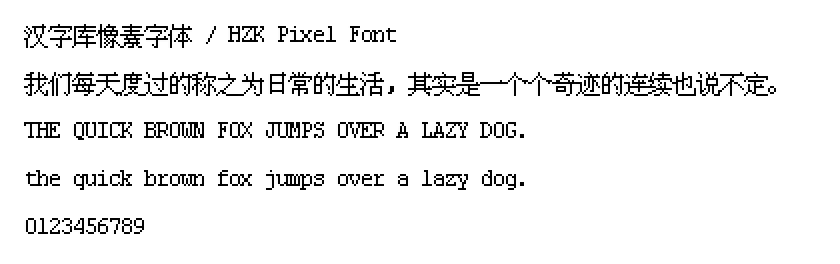 汉字库像素字体 / HZK Pixel Font
我们每天度过的称之为日常的生活，其实是一个个奇迹的连续也说不定。
THE QUICK BROWN FOX JUMPS OVER A LAZY DOG.
the quick brown fox jumps over a lazy dog.
0123456789